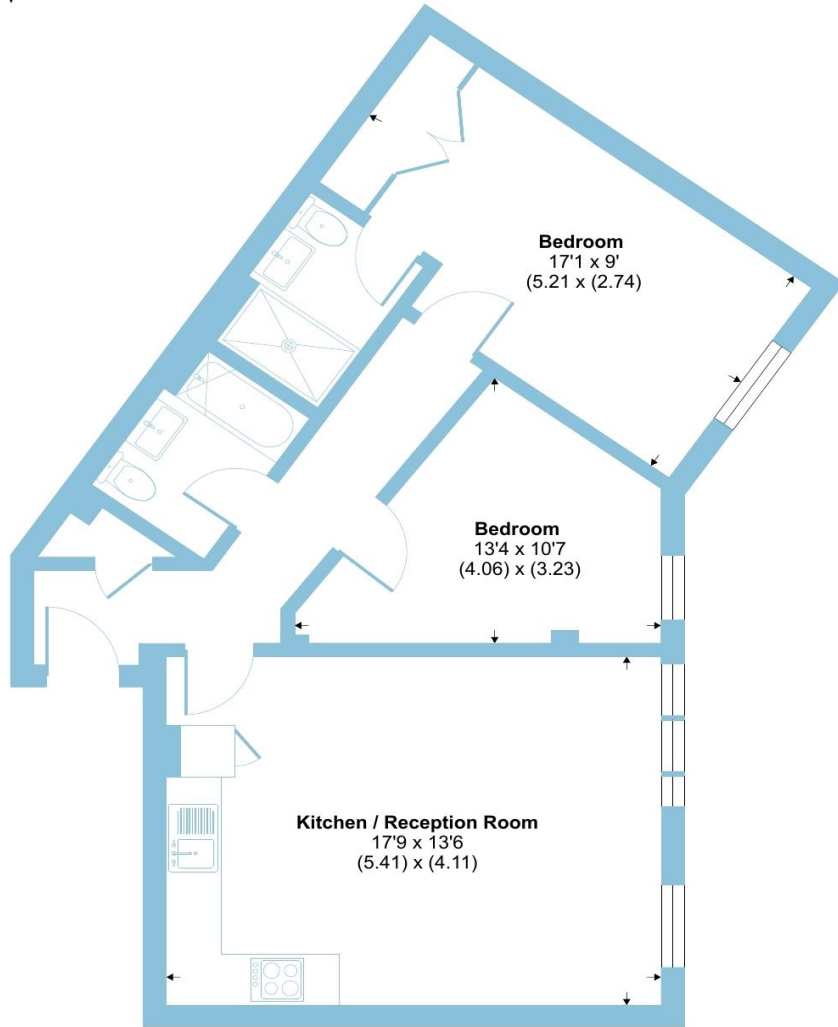 Bedroom
17'1 x 9'
(5.21 x (2.74)
Bedroom
13'4 x 10'7
(4.06) x (3.23)
Kitchen / Reception Room
17'9 x 13'6
(5.41) x (4.11)